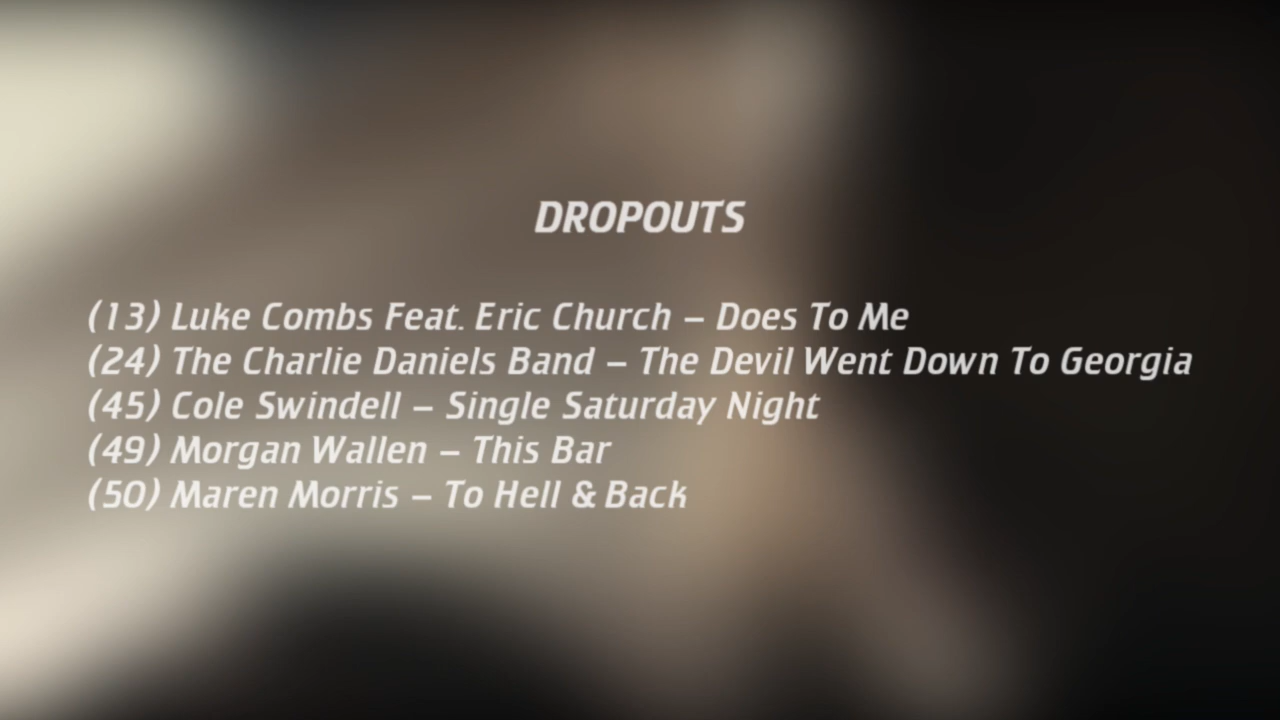 DROPOUTS
(13) Luke Combs Feat. Eric Church – Does To Me
(24) The Charlie Daniels Band – The Devil Went Down To Georgia
(45) Cole Swindell – Single Saturday Night
(49) Morgan Wallen – This Bar
(50) Maren Morris – To Hell & Back